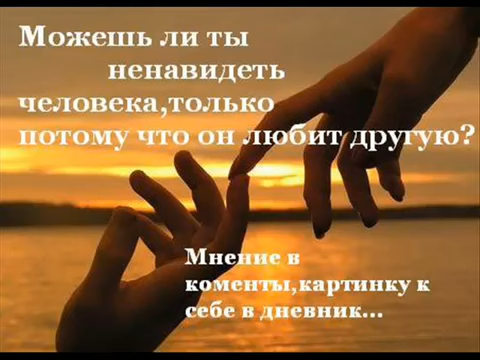 Можешь ли ты
ненавидеть
человека,только
потому что он любит другую?
Мнение в
коменты,картинку к
себе в дневник...